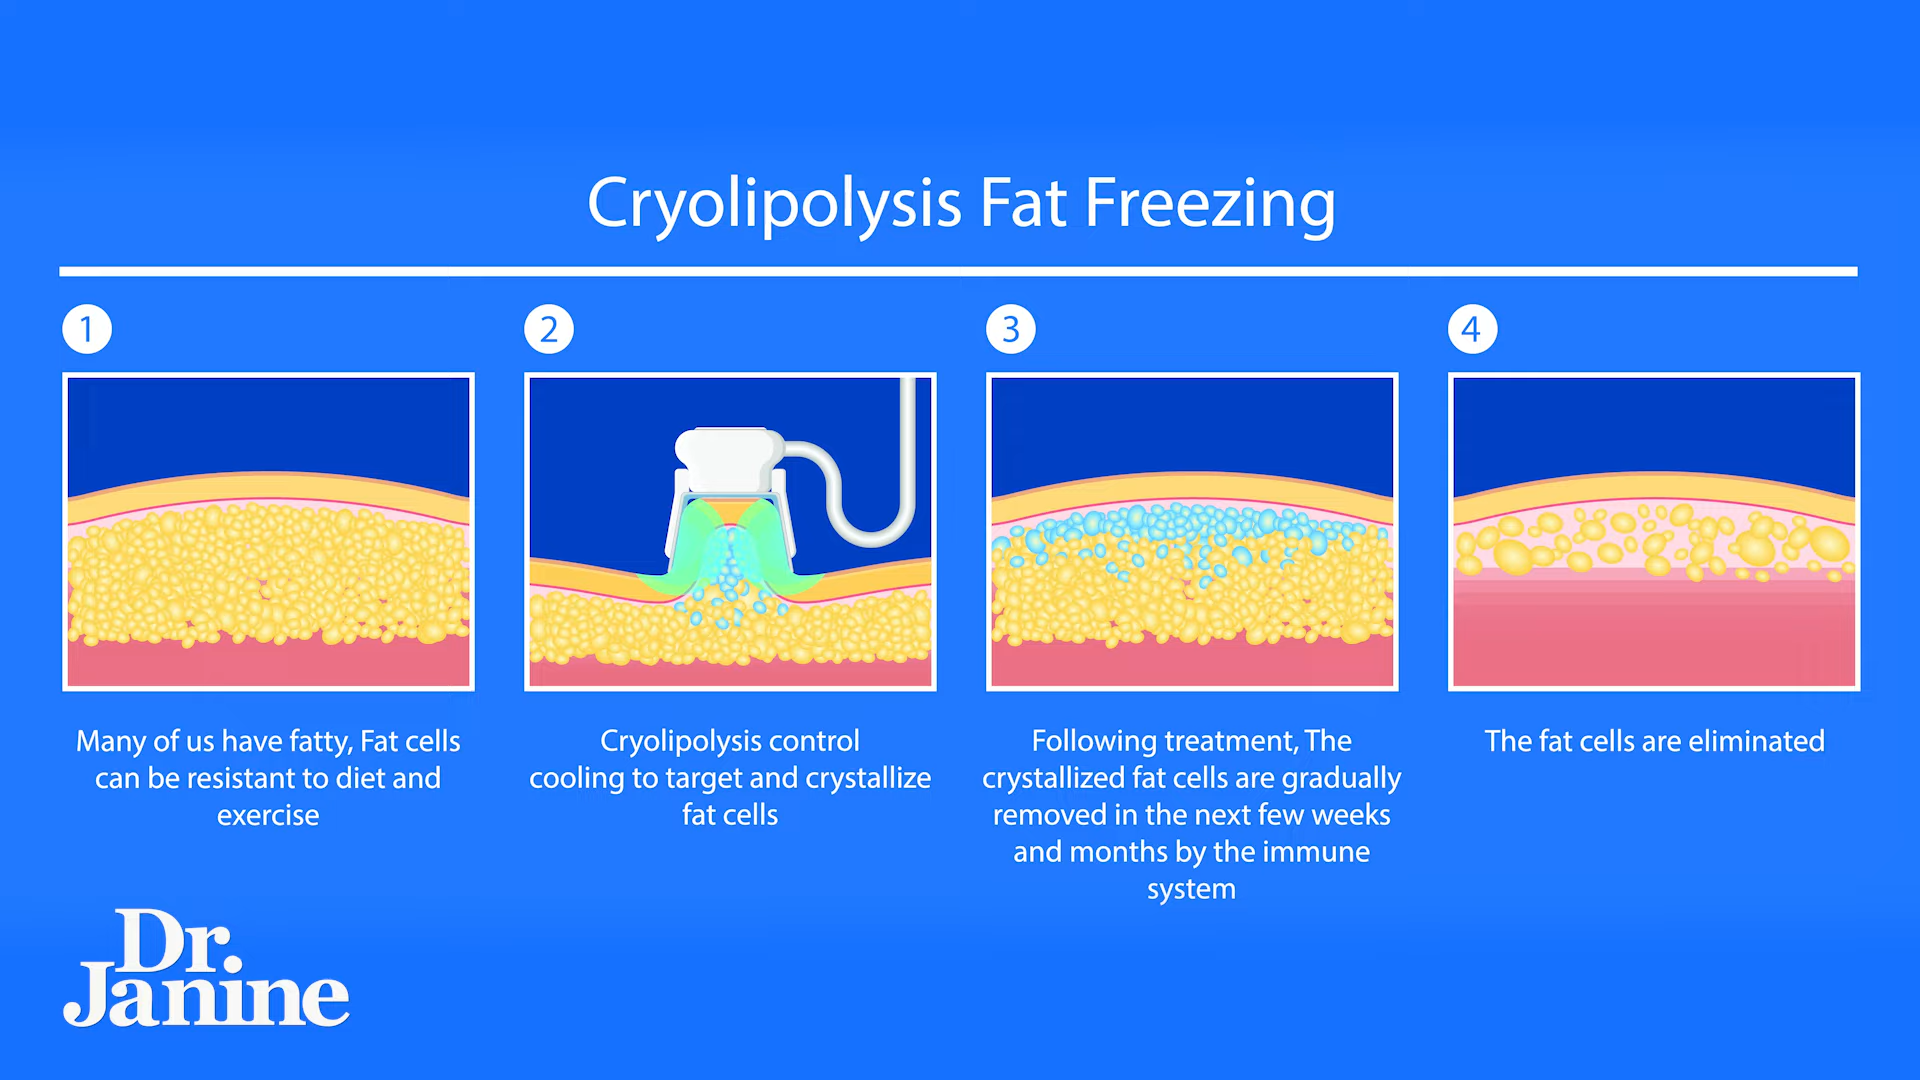 Cryolipolysis Fat Freezing
1
Many of us have fatty, Fat cells
can be resistant to diet and
exercise
2
Cryolipolysis control
cooling to target and crystallize
fat cells
3
Following treatment, The
crystallized fat cells are gradually
removed in the next few weeks
and months by the immune
system
4
The fat cells are eliminated
Dr.
Janine